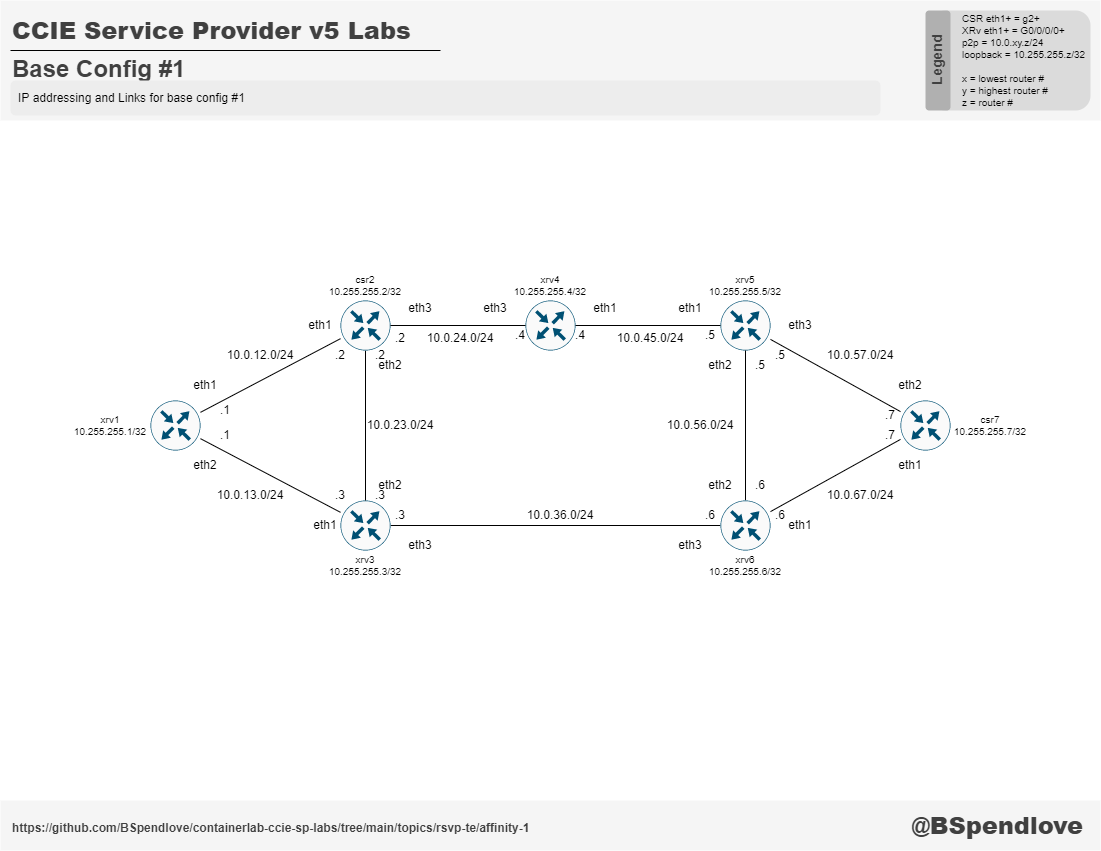 CCIE Service Provider v5 Labs
Base Config #1
IP addressing and Links for base config #1
Legend
CSR eth1+ = g2+
XRv eth1+ = G0/0/0/0+
p2p = 10.0.xy.z/24
loopback = 10.255.255.z/32
x = lowest router #
y = highest router #
z = router #
csr2
10.255.255.2/32
xrv4
10.255.255.4/32
xrv5
10.255.255.5/32
eth3
eth3
eth1
eth1
eth1
eth3
.2
10.0.24.0/24
.4
.4
10.0.45.0/24
.5
10.0.12.0/24
.2
.2
eth2
eth2
.5
.5
10.0.57.0/24
eth1
eth2
.1
.7
xrv1
10.255.255.1/32
10.0.23.0/24
10.0.56.0/24
csr7
10.255.255.7/32
.1
.7
eth2
eth1
10.0.13.0/24
.3
eth2
.3
eth2
.6
10.0.67.0/24
eth1
.3
10.0.36.0/24
.6
.6
eth1
eth3
eth3
xrv3
10.255.255.3/32
xrv6
10.255.255.6/32
https://github.com/BSpendlove/containerlab-ccie-sp-labs/tree/main/topics/rsvp-te/affinity-1
@BSpendlove